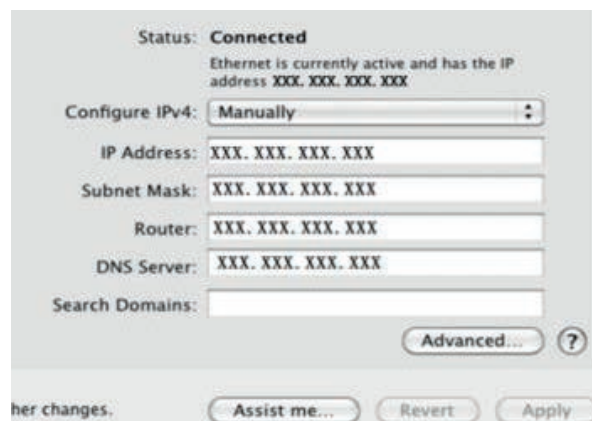 Status: Connected
Ethernet is currently active and has the IP
address XXX. XXX. XXX. XXX
Configure IPv4: Manually
IP Address: XXX. XXX. XXX. XXX
Subnet Mask: XXX. XXX. XXX. XXX
Router: XXX. XXX. XXX. XXX
DNS Server: XXX. XXX. XXX. XXX
Search Domains:
Advanced... ?
her changes. Assist me... Revert Apply